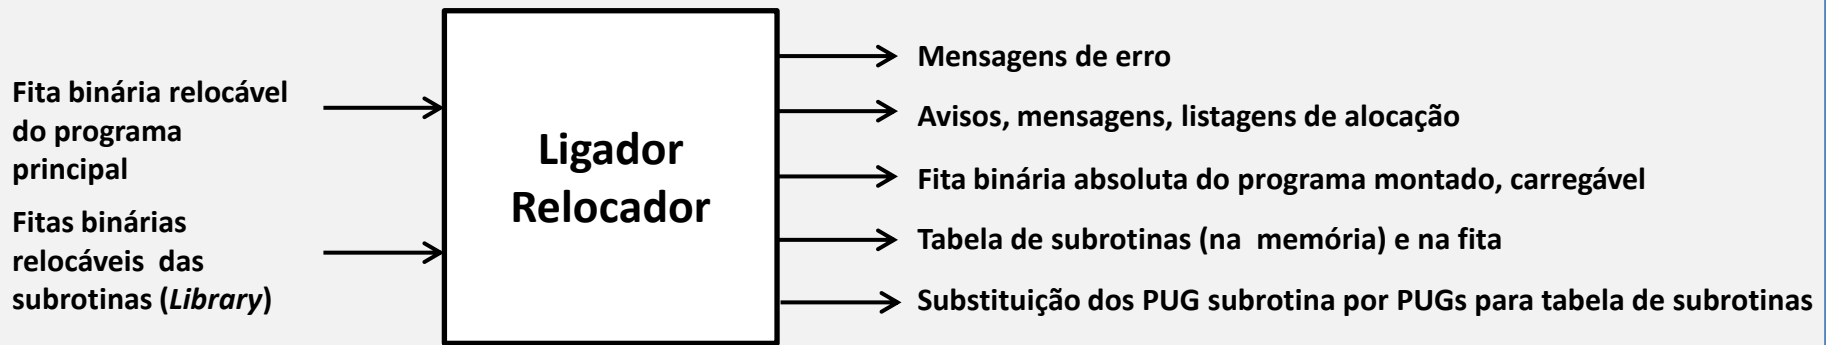 Fita binária relocável
do programa
principal
Fitas binárias
relocáveis das
subrotinas (Library)
Ligador
Relocador
Mensagens de erro
Avisos, mensagens, listagens de alocação
Fita binária absoluta do programa montado, carregável
Tabela de subrotinas (na memória) e na fita
Substituição dos PUG subrotina por PUGs para tabela de subrotinas